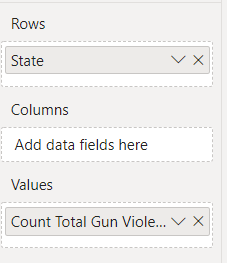 Rows
State
Columns
Add data fields here
Values
Count Total Gun Viole...